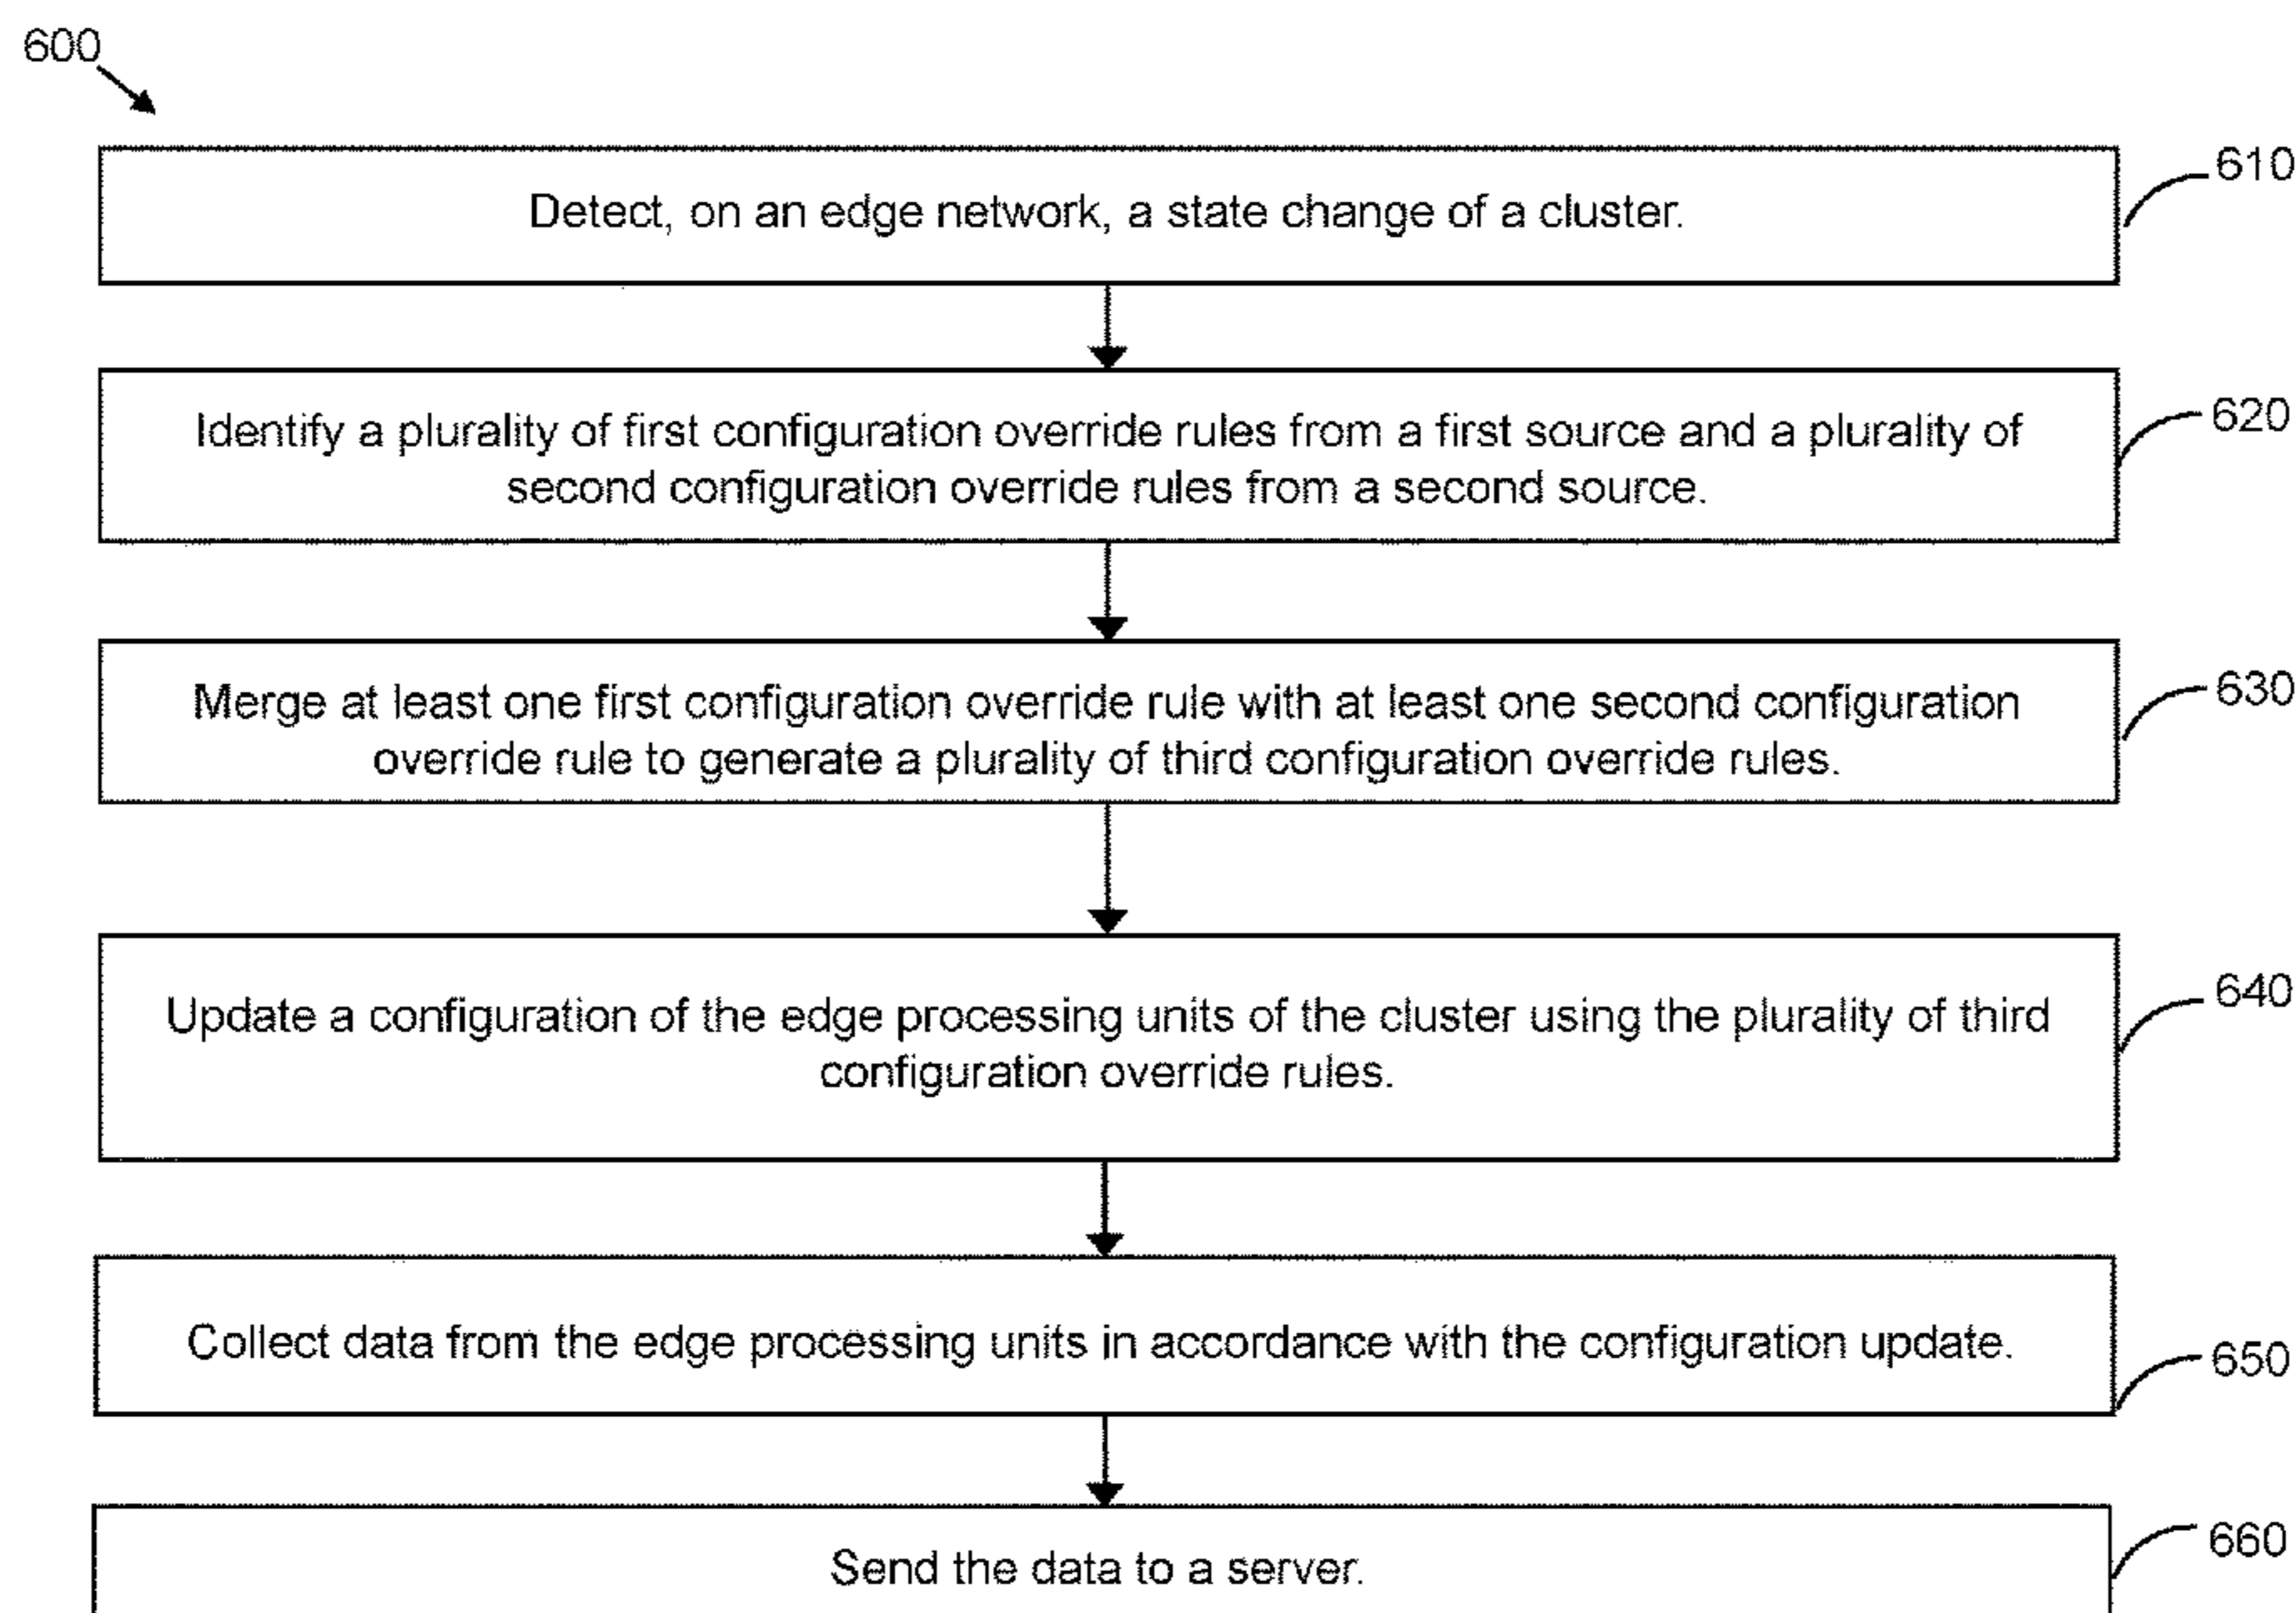 600
Detect, on an edge network, a state change of a cluster.
610
Identify a plurality of first configuration override rules from a first source and a plurality of
second configuration override rules from a second source.
620
Merge at least one first configuration override rule with at least one second configuration
override rule to generate a plurality of third configuration override rules.
630
Update a configuration of the edge processing units of the cluster using the plurality of third
configuration override rules.
640
Collect data from the edge processing units in accordance with the configuration update.
650
Send the data to a server.
660